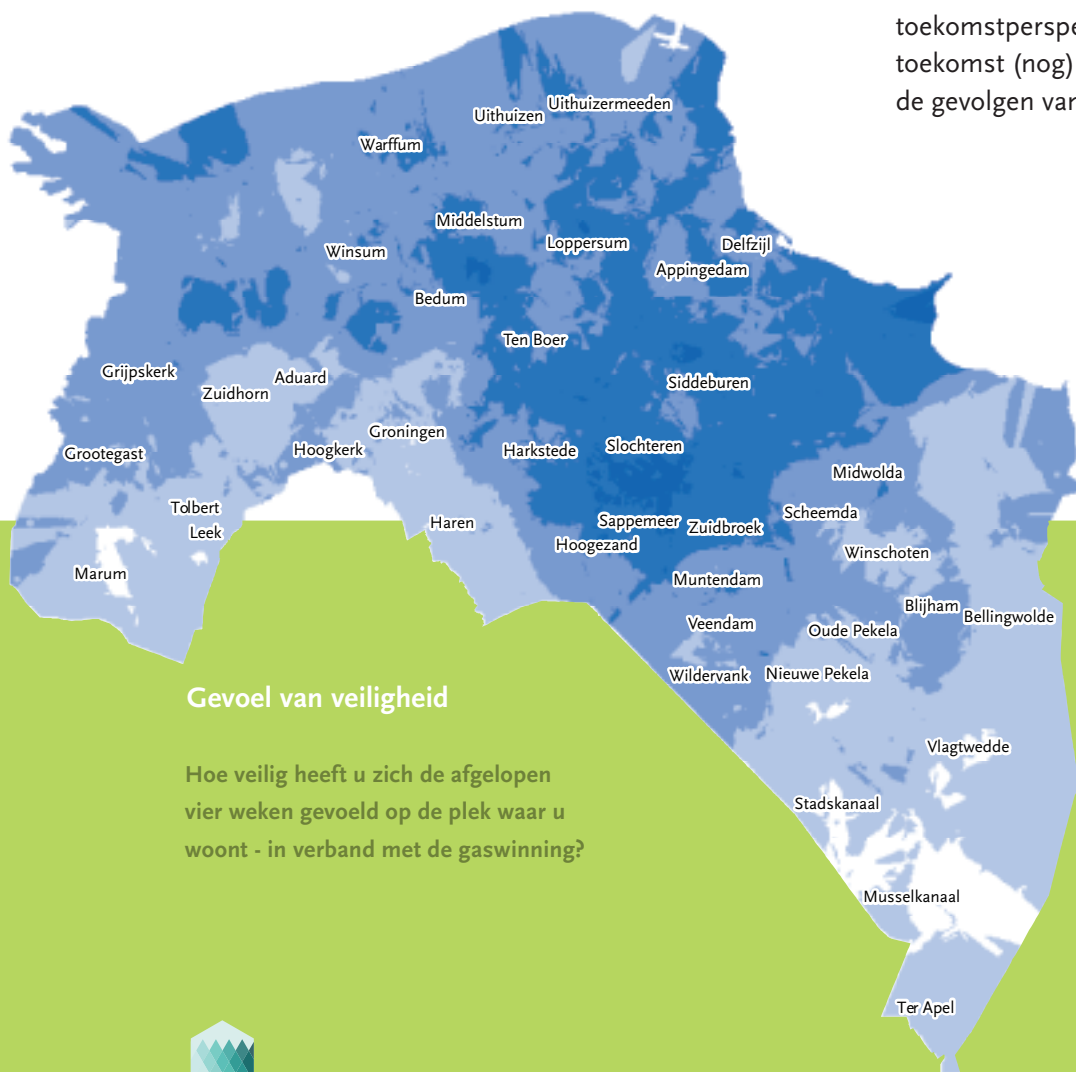 toekomst (nog)
de gevolgen van
Uithuizermeeden
Uithuizen
Warffum
Middelstum
Loppersum
Delfzijl
Winsum
Appingedam
Bedum
Ten Boer
Grijpskerk
Aduard
Zuidhorn
Siddeburen
Groningen
Hoogkerk
Grootegast
Harkstede
Slochteren
Midwolda
Tolbert
Leek
Haren
Sappemeer
Zuidbroek
Scheemda
Hoogezand
Winschoten
Marum
Muntendam
Veendam
Blijham
Bellingwolde
Oude Pekela
Wildervank
Nieuwe Pekela
Gevoel van veiligheid
Hoe veilig heeft u zich de afgelopen
vier weken gevoeld op de plek waar u
woont - in verband met de gaswinning?
Vlagtwedde
Stadskanaal
Musselkanaal
Ter Apel